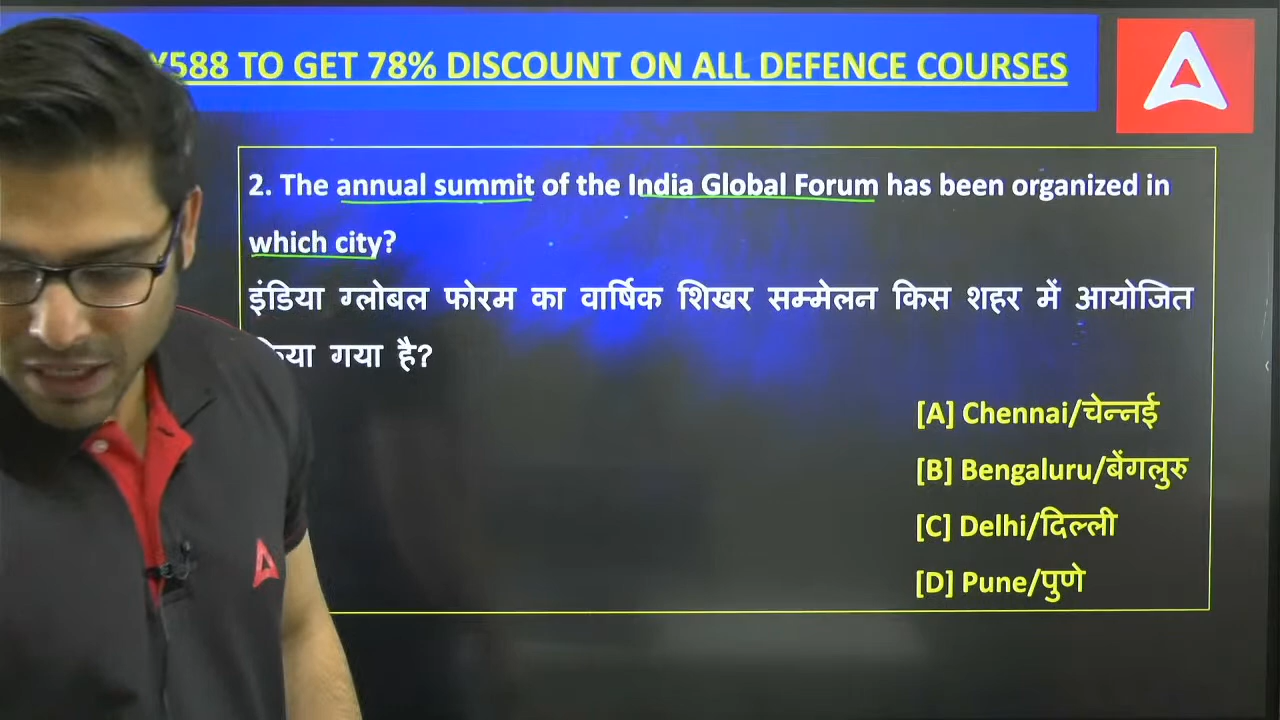 Y588 TO GET 78% DISCOUNT ON ALL DEFENCE COURSES
2. The annual summit of the India Global Forum has been organized in
which city?
इंडिया ग्लोबल फोरम का वार्षिक शिखर सम्मेलन किस शहर में आयोजित
गया है?
[A] Chennai/चेन्नई
[B] Bengaluru/बेंगलुरु
[C] Delhi/दिल्ली
[D] Pune/पुणे